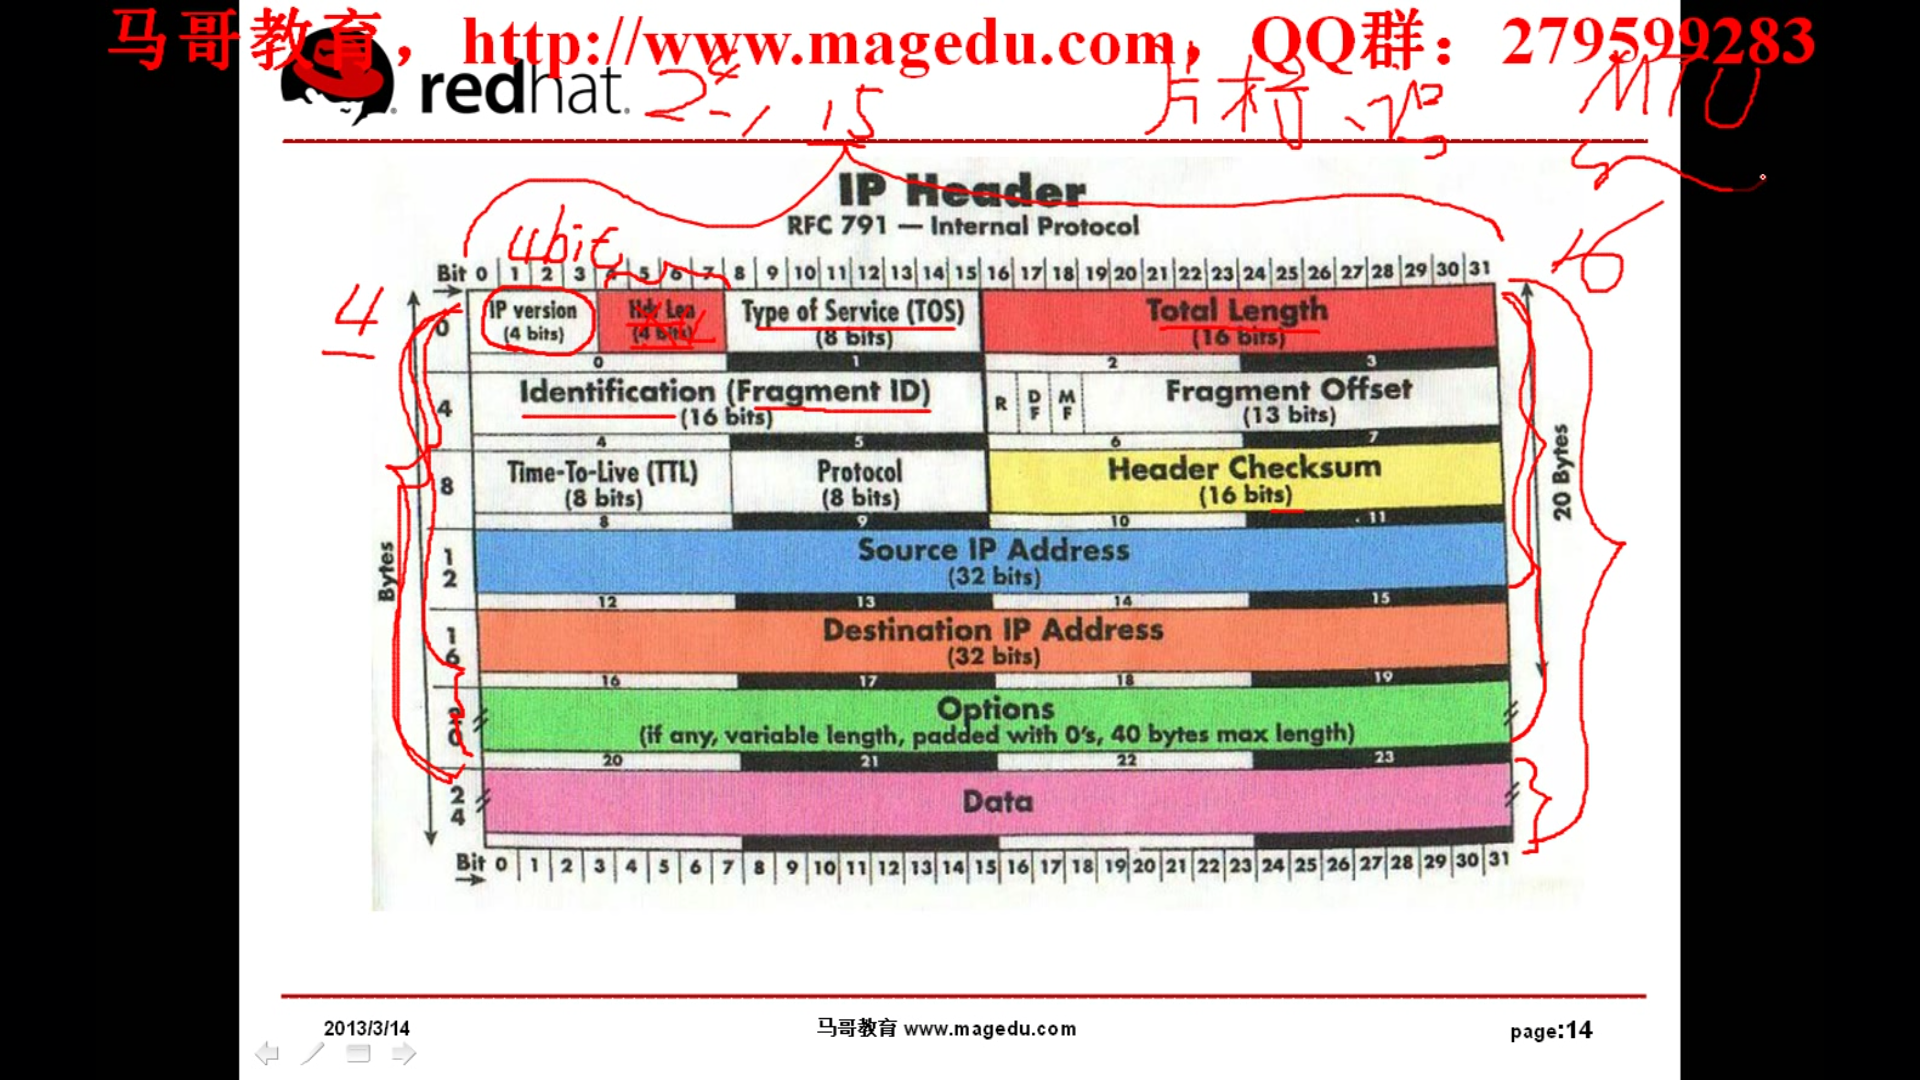 马哥教育，http://www.magedu.com，QQ群：279599283
redhat.
2⁴-1 15
片标识 MTU
IP Header
RFC 791 — Internal Protocol
4bit
Bit 0 1 2 3 4 5 6 7 8 9 10 11 12 13 14 15 16 17 18 19 20 21 22 23 24 25 26 27 28 29 30 31
4
0
IP version (4 bits)
Hdr Len (4 bits)
Type of Service (TOS) (8 bits)
Total Length (16 bits)
0 1 2 3
4
Identification (Fragment ID) (16 bits)
R
DF
MF
Fragment Offset (13 bits)
4 5 6 7
8
Time-To-Live (TTL) (8 bits)
Protocol (8 bits)
Header Checksum (16 bits)
8 9 10 11
12
Source IP Address (32 bits)
12 13 14 15
16
Destination IP Address (32 bits)
16 17 18 19
20
Options
(if any, variable length, padded with 0's, 40 bytes max length)
20 21 22 23
24
Data
Bytes
20 Bytes
Bit 0 1 2 3 4 5 6 7 8 9 10 11 12 13 14 15 16 17 18 19 20 21 22 23 24 25 26 27 28 29 30 31
2013/3/14
马哥教育 www.magedu.com
page:14